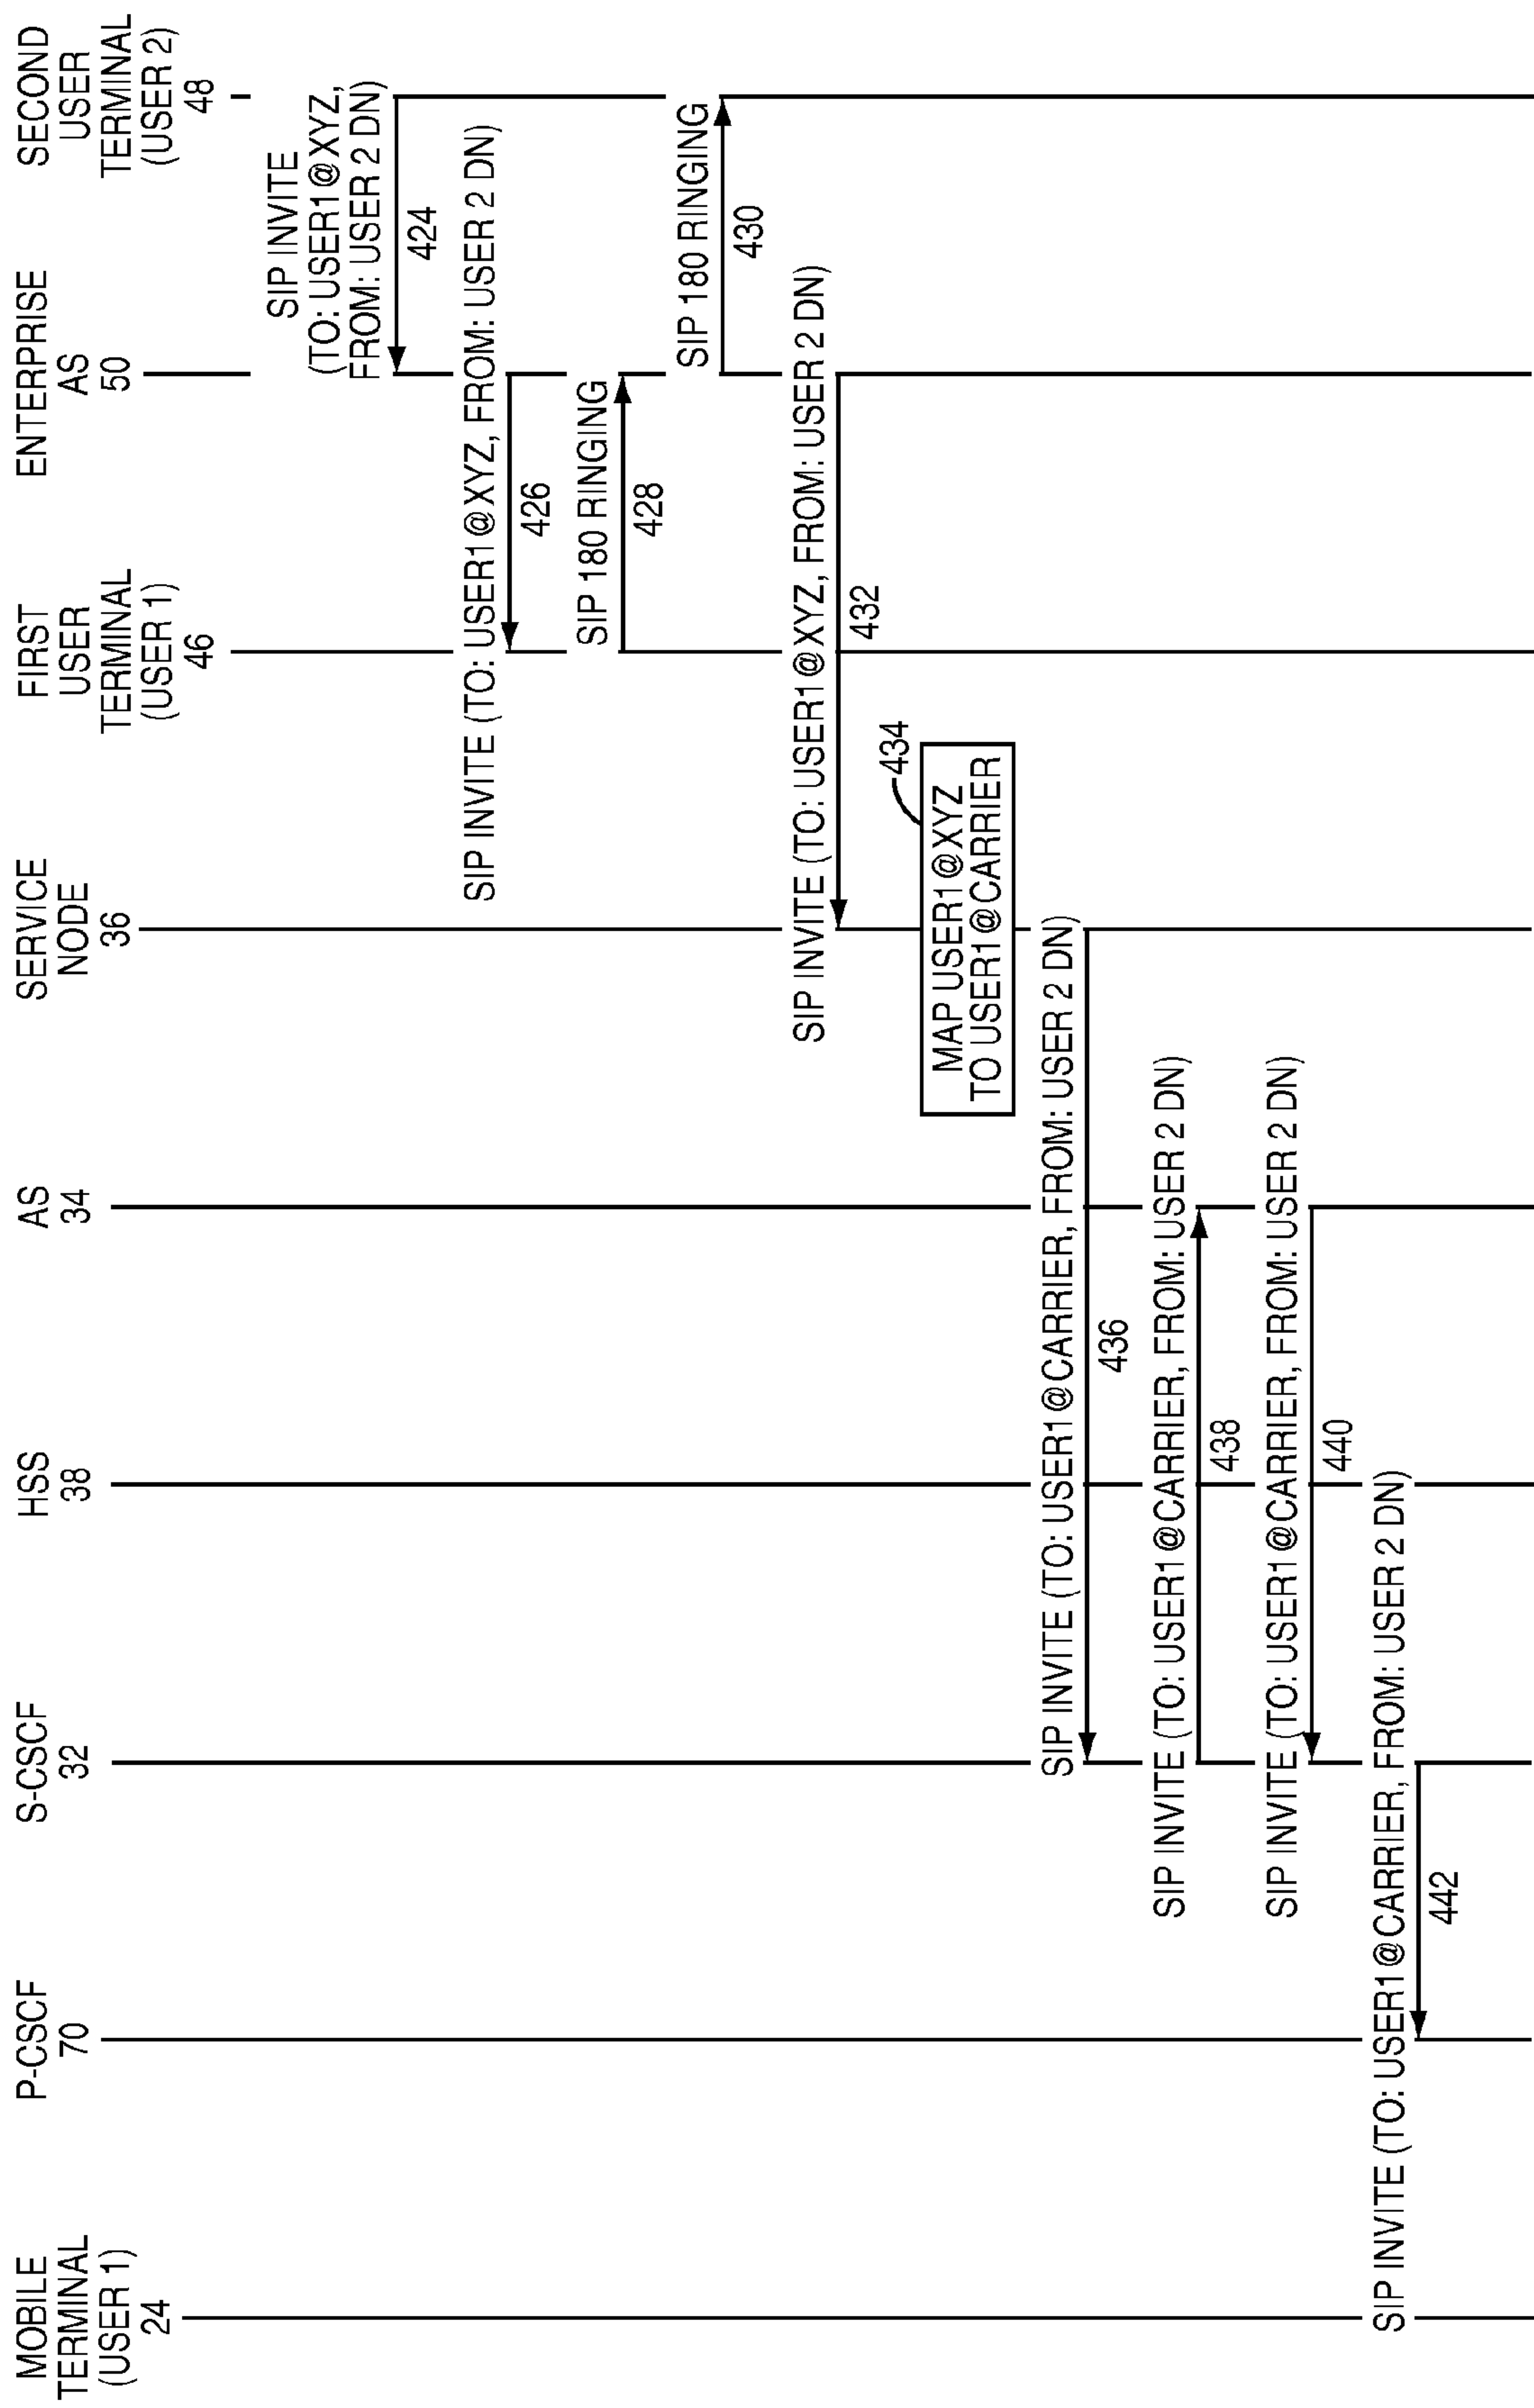 MOBILE
TERMINAL
(USER 1)
24
P-CSCF
70
S-CSCF
32
HSS
38
AS
34
SERVICE
NODE
36
FIRST
USER
TERMINAL
(USER 1)
46
ENTERPRISE
AS
50
SECOND
USER
TERMINAL
(USER 2)
48
SIP INVITE
(TO: USER1@XYZ,
FROM: USER 2 DN)
424
SIP INVITE (TO: USER1@XYZ, FROM: USER 2 DN)
426
SIP 180 RINGING
428
SIP 180 RINGING
430
SIP INVITE (TO: USER1@XYZ, FROM: USER 2 DN)
432
434
MAP USER1@XYZ
TO USER1@CARRIER
SIP INVITE (TO: USER1@CARRIER, FROM: USER 2 DN)
436
SIP INVITE (TO: USER1@CARRIER, FROM: USER 2 DN)
438
SIP INVITE (TO: USER1@CARRIER, FROM: USER 2 DN)
440
SIP INVITE (TO: USER1@CARRIER, FROM: USER 2 DN)
442